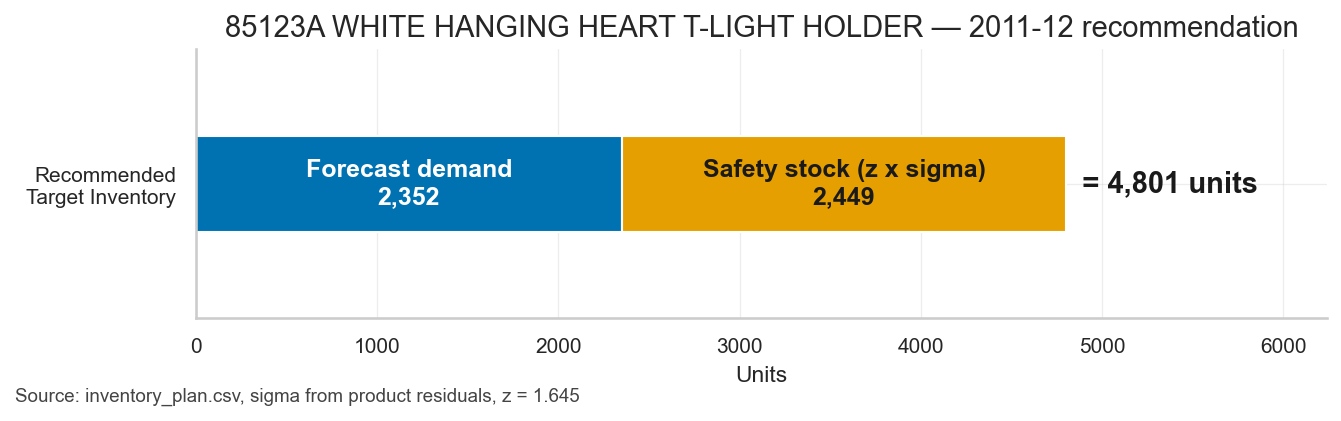 85123A WHITE HANGING HEART T-LIGHT HOLDER — 2011-12 recommendation
Recommended
Target Inventory
Forecast demand
2,352
Safety stock (z x sigma)
2,449
= 4,801 units
0 1000 2000 3000 4000 5000 6000
Units
Source: inventory_plan.csv, sigma from product residuals, z = 1.645